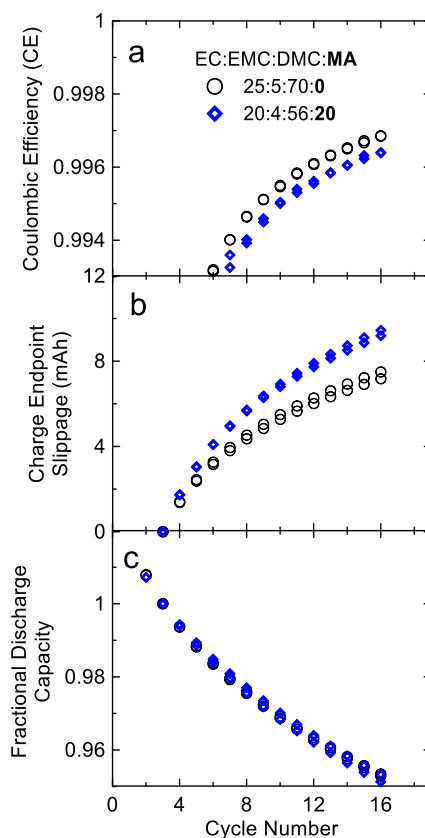 Coulombic Efficiency (CE)
1
0.998
0.996
0.994
a
EC:EMC:DMC:MA
25:5:70:0
20:4:56:20
Charge Endpoint
Slippage (mAh)
12
8
4
0
b
Fractional Discharge
Capacity
1
0.98
0.96
c
0 4 8 12 16
Cycle Number